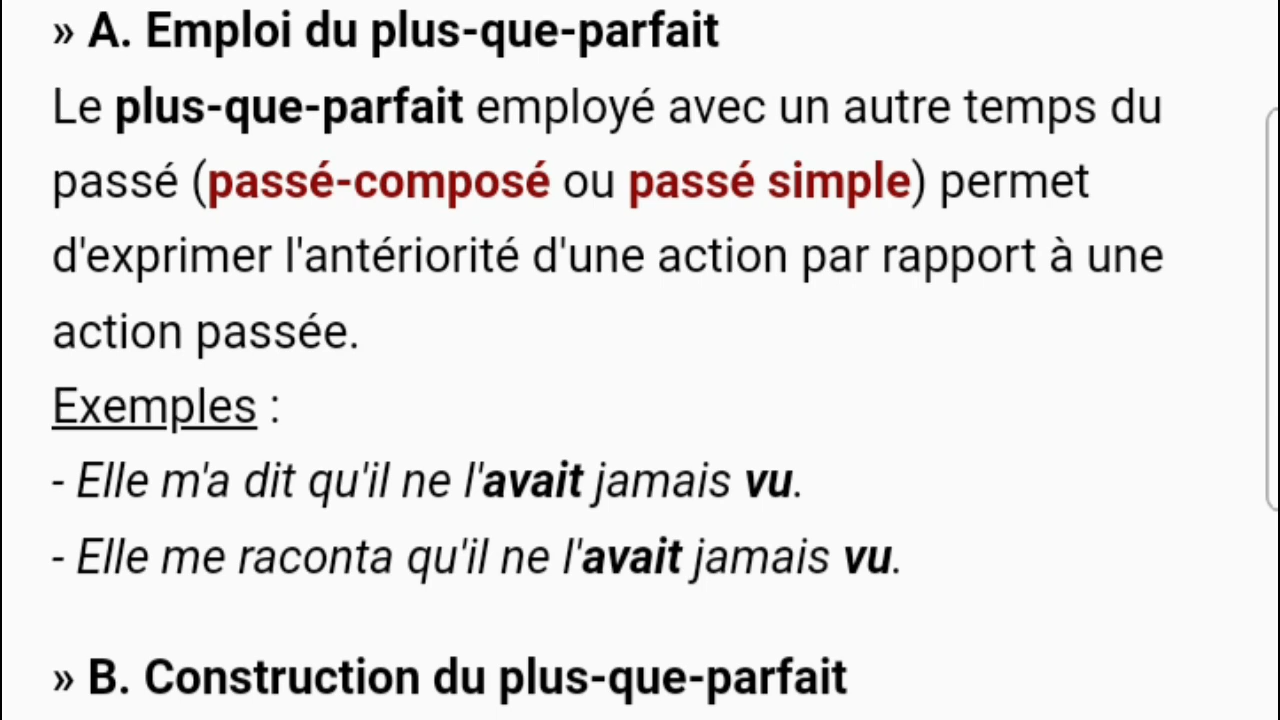 » A. Emploi du plus-que-parfait
Le plus-que-parfait employé avec un autre temps du
passé (passé-composé ou passé simple) permet
d'exprimer l'antériorité d'une action par rapport à une
action passée.
Exemples :
- Elle m'a dit qu'il ne l'avait jamais vu.
- Elle me raconta qu'il ne l'avait jamais vu.
» B. Construction du plus-que-parfait